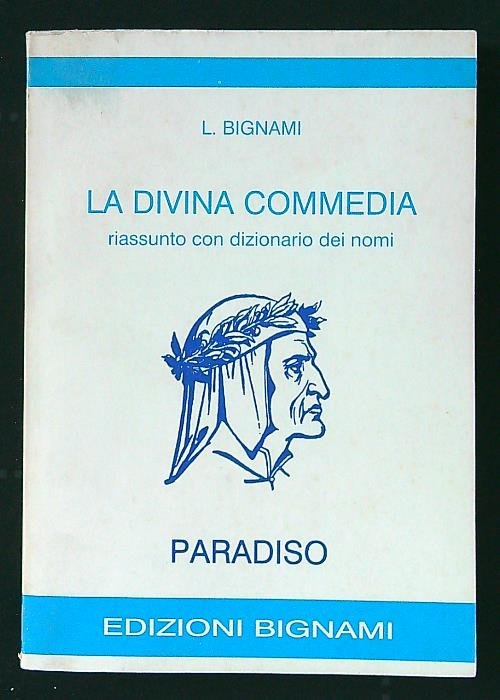 L. BIGNAMI
LA DIVINA COMMEDIA
riassunto con dizionario dei nomi
PARADISO
EDIZIONI BIGNAMI